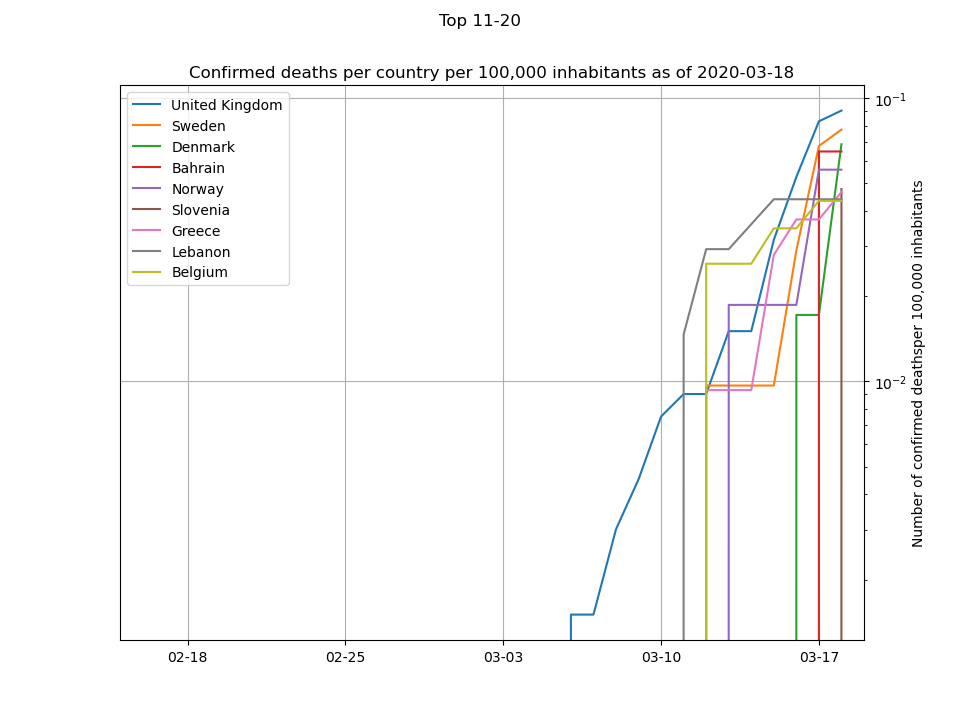 Top 11-20
Confirmed deaths per country per 100,000 inhabitants as of 2020-03-18
United Kingdom
Sweden
Denmark
Bahrain
Norway
Slovenia
Greece
Lebanon
Belgium
10⁻¹
10⁻²
Number of confirmed deathsper 100,000 inhabitants
02-18
02-25
03-03
03-10
03-17